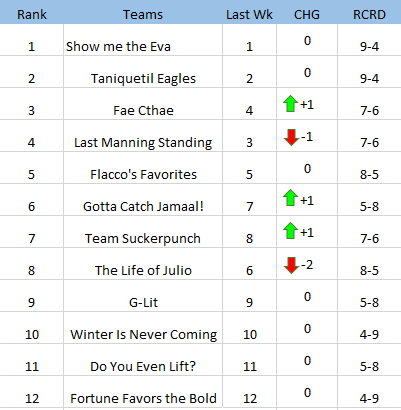 Rank Teams Last Wk CHG RCRD
1 Show me the Eva 1 0 9-4
2 Taniquetil Eagles 2 0 9-4
3 Fae Cthae 4 +1 7-6
4 Last Manning Standing 3 -1 7-6
5 Flacco's Favorites 5 0 8-5
6 Gotta Catch Jamaal! 7 +1 5-8
7 Team Suckerpunch 8 +1 7-6
8 The Life of Julio 6 -2 8-5
9 G-Lit 9 0 5-8
10 Winter Is Never Coming 10 0 4-9
11 Do You Even Lift? 11 0 5-8
12 Fortune Favors the Bold 12 0 4-9